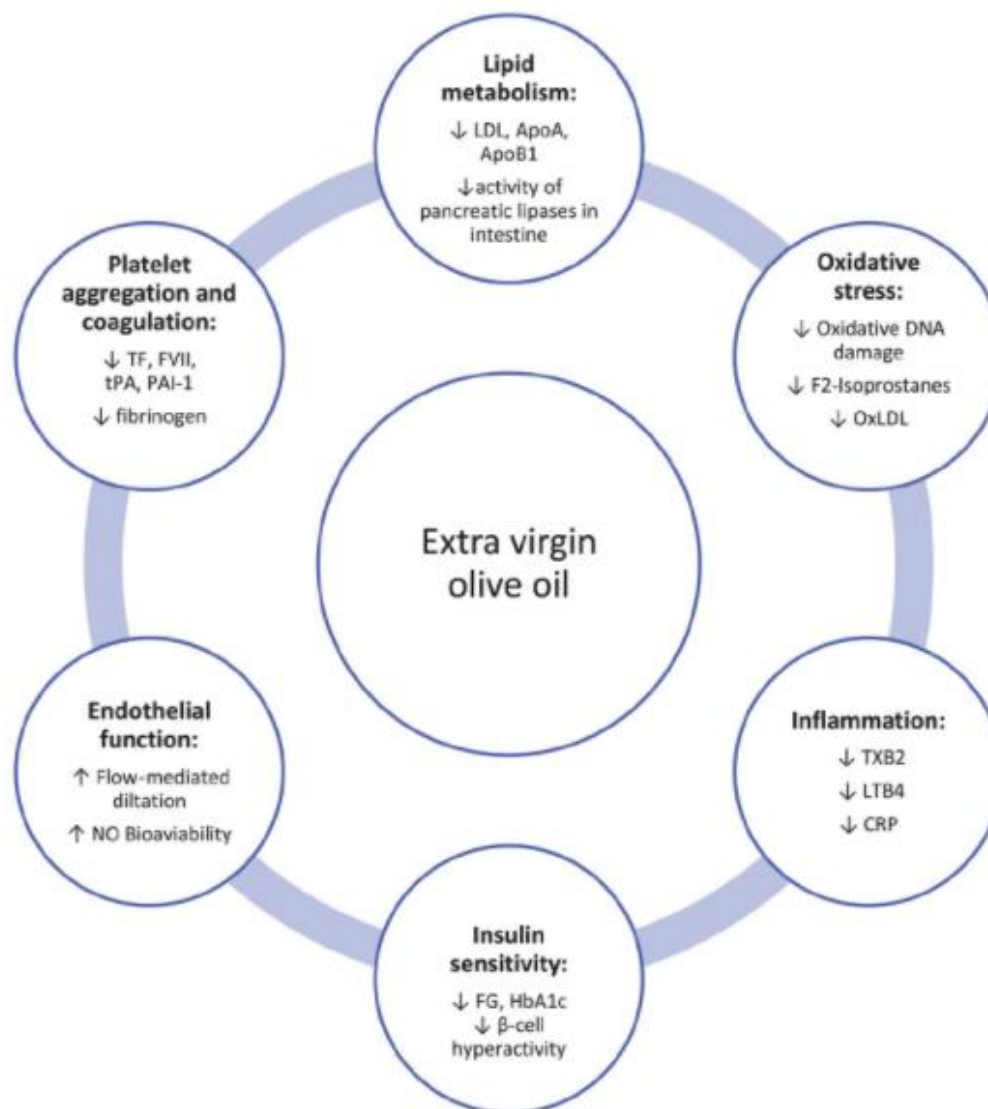 Lipid
metabolism:
↓ LDL, ApoA,
ApoB1
↓activity of
pancreatic lipases in
intestine
Oxidative
stress:
↓ Oxidative DNA
damage
↓ F2-Isoprostanes
↓ OxLDL
Inflammation:
↓ TXB2
↓ LTB4
↓ CRP
Insulin
sensitivity:
↓ FG, HbA1c
↓ β-cell
hyperactivity
Endothelial
function:
↑ Flow-mediated
diltation
↑ NO Bioaviability
Platelet
aggregation and
coagulation:
↓ TF, FVII,
tPA, PAI-1
↓ fibrinogen
Extra virgin
olive oil